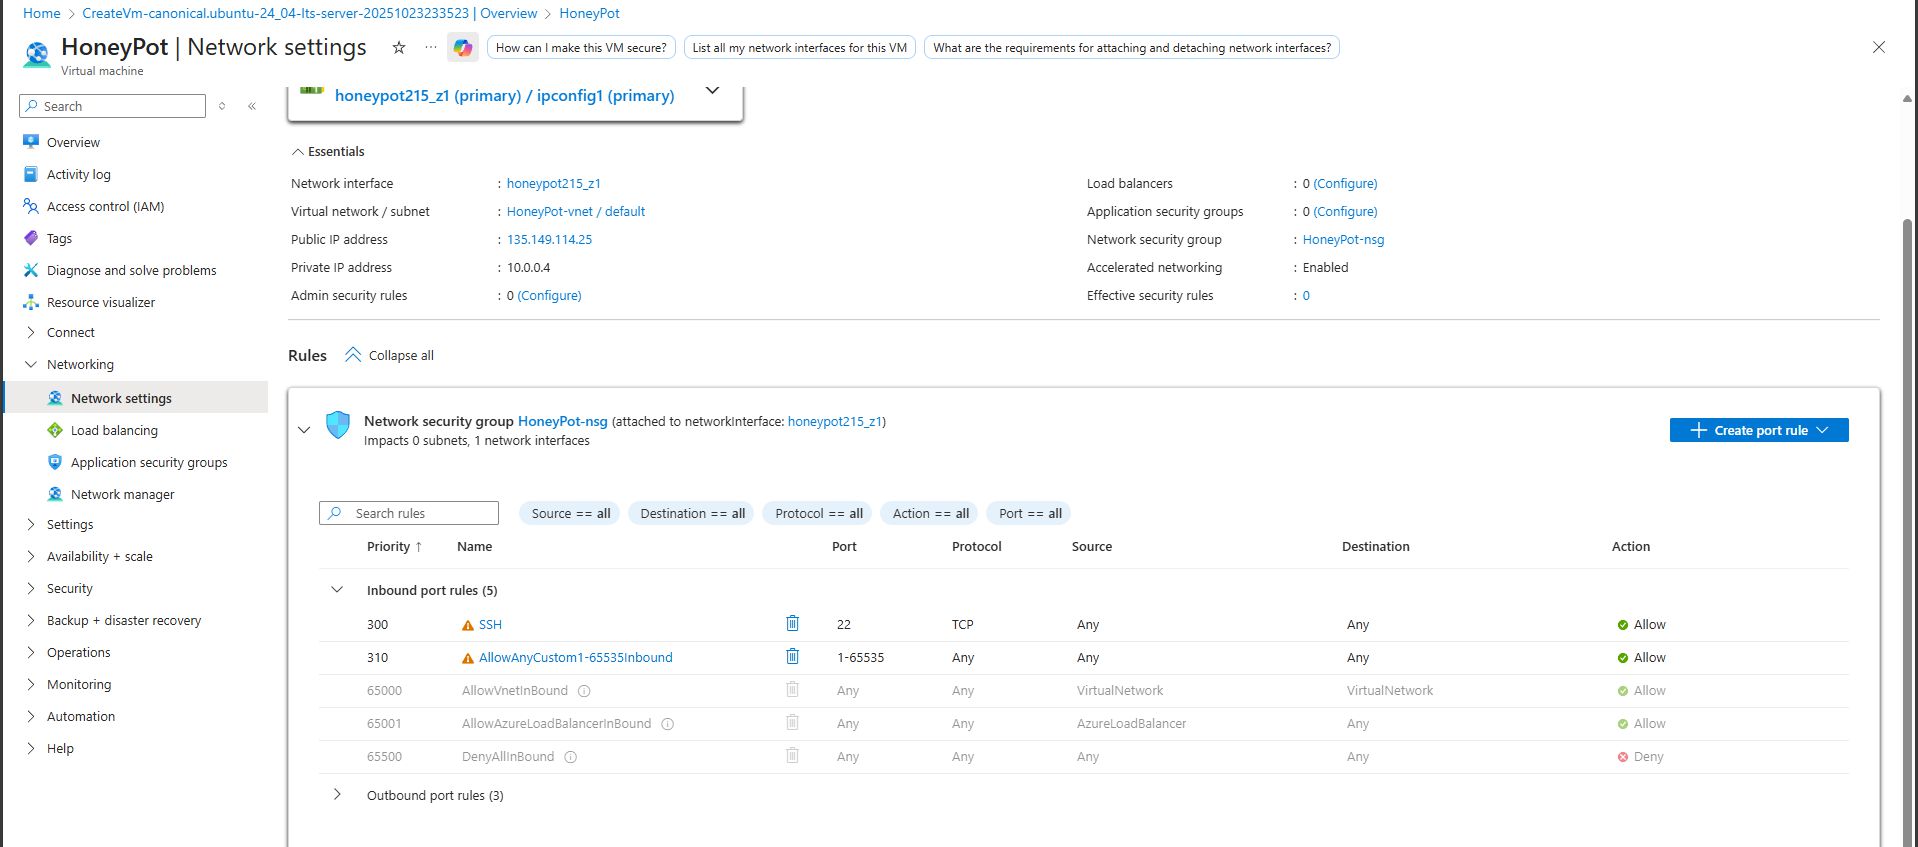 Home > CreateVm-canonical.ubuntu-24_04-lts-server-20251023233523 | Overview > HoneyPot
HoneyPot | Network settings
Virtual machine
How can I make this VM secure?
List all my network interfaces for this VM
What are the requirements for attaching and detaching network interfaces?
Search
Overview
Activity log
Access control (IAM)
Tags
Diagnose and solve problems
Resource visualizer
Connect
Networking
Network settings
Load balancing
Application security groups
Network manager
Settings
Availability + scale
Security
Backup + disaster recovery
Operations
Monitoring
Automation
Help
honeypot215_z1 (primary) / ipconfig1 (primary)
Essentials
Network interface : honeypot215_z1
Virtual network / subnet : HoneyPot-vnet / default
Public IP address : 135.149.114.25
Private IP address : 10.0.0.4
Admin security rules : 0 (Configure)
Load balancers : 0 (Configure)
Application security groups : 0 (Configure)
Network security group : HoneyPot-nsg
Accelerated networking : Enabled
Effective security rules : 0
Rules Collapse all
Network security group HoneyPot-nsg (attached to networkInterface: honeypot215_z1)
Impacts 0 subnets, 1 network interfaces
+ Create port rule
Search rules
Source == all
Destination == all
Protocol == all
Action == all
Port == all
Priority ↑ Name Port Protocol Source Destination Action
Inbound port rules (5)
300 SSH 22 TCP Any Any Allow
310 AllowAnyCustom1-65535Inbound 1-65535 Any Any Any Allow
65000 AllowVnetInBound Any Any VirtualNetwork VirtualNetwork Allow
65001 AllowAzureLoadBalancerInBound Any Any AzureLoadBalancer Any Allow
65500 DenyAllInBound Any Any Any Any Deny
Outbound port rules (3)